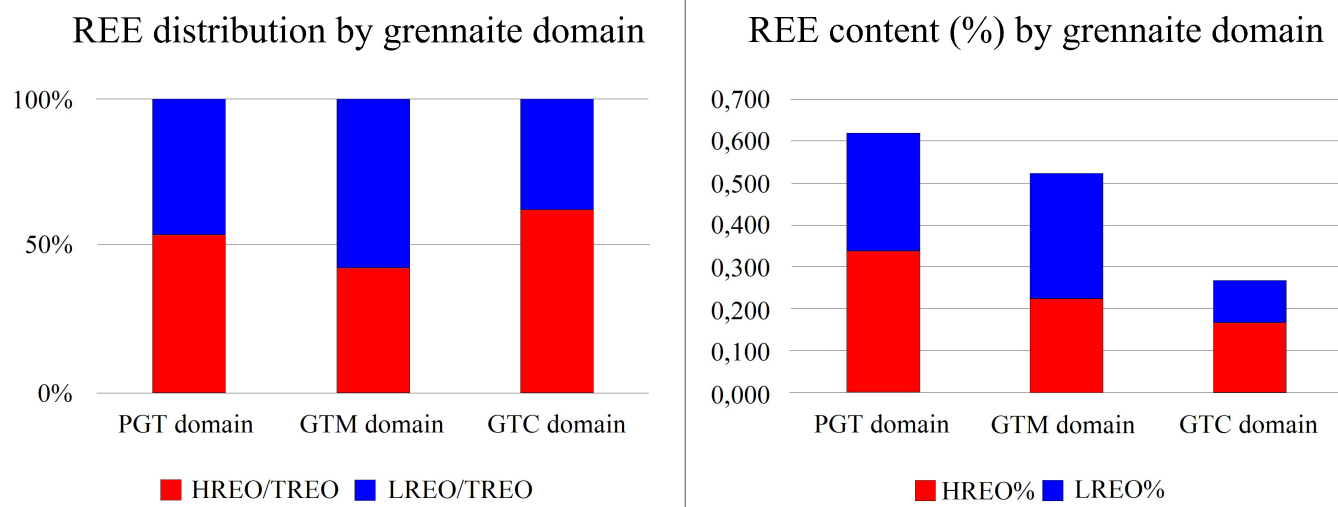 REE distribution by grennaite domain
100%
50%
0%
PGT domain GTM domain GTC domain
HREO/TREO LREO/TREO
REE content (%) by grennaite domain
0,700
0,600
0,500
0,400
0,300
0,200
0,100
0,000
PGT domain GTM domain GTC domain
HREO% LREO%